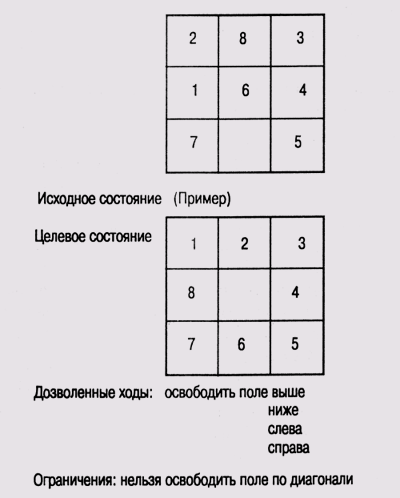 2 8 3
1 6 4
7 5
Исходное состояние (Пример)
Целевое состояние
1 2 3
8 4
7 6 5
Дозволенные ходы: освободить поле выше
ниже
слева
справа
Ограничения: нельзя освободить поле по диагонали